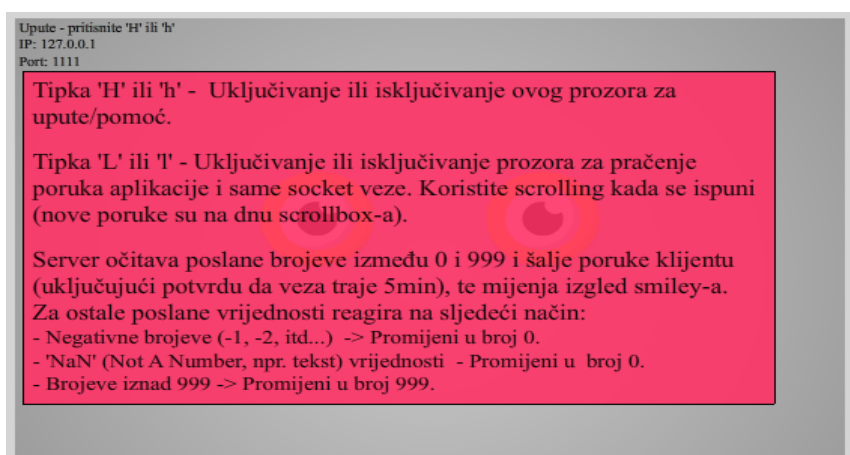 Upute - pritisnite 'H' ili 'h'
IP: 127.0.0.1
Port: 1111
Tipka 'H' ili 'h' - Uključivanje ili isključivanje ovog prozora za
upute/pomoć.
Tipka 'L' ili 'l' - Uključivanje ili isključivanje prozora za pračenje
poruka aplikacije i same socket veze. Koristite scrolling kada se ispuni
(nove poruke su na dnu scrollbox-a).
Server očitava poslane brojeve između 0 i 999 i šalje poruke klijentu
(uključujući potvrdu da veza traje 5min), te mijenja izgled smiley-a.
Za ostale poslane vrijednosti reagira na sljedeći način:
- Negativne brojeve (-1, -2, itd...) -> Promijeni u broj 0.
- 'NaN' (Not A Number, npr. tekst) vrijednosti - Promijeni u broj 0.
- Brojeve iznad 999 -> Promijeni u broj 999.